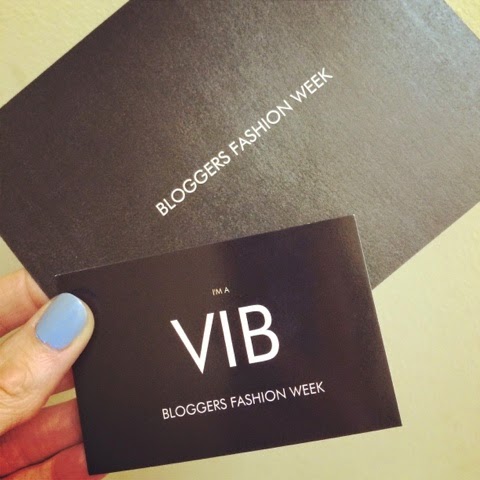 BLOGGERS FASHION WEEK
I'M A
VIB
BLOGGERS FASHION WEEK